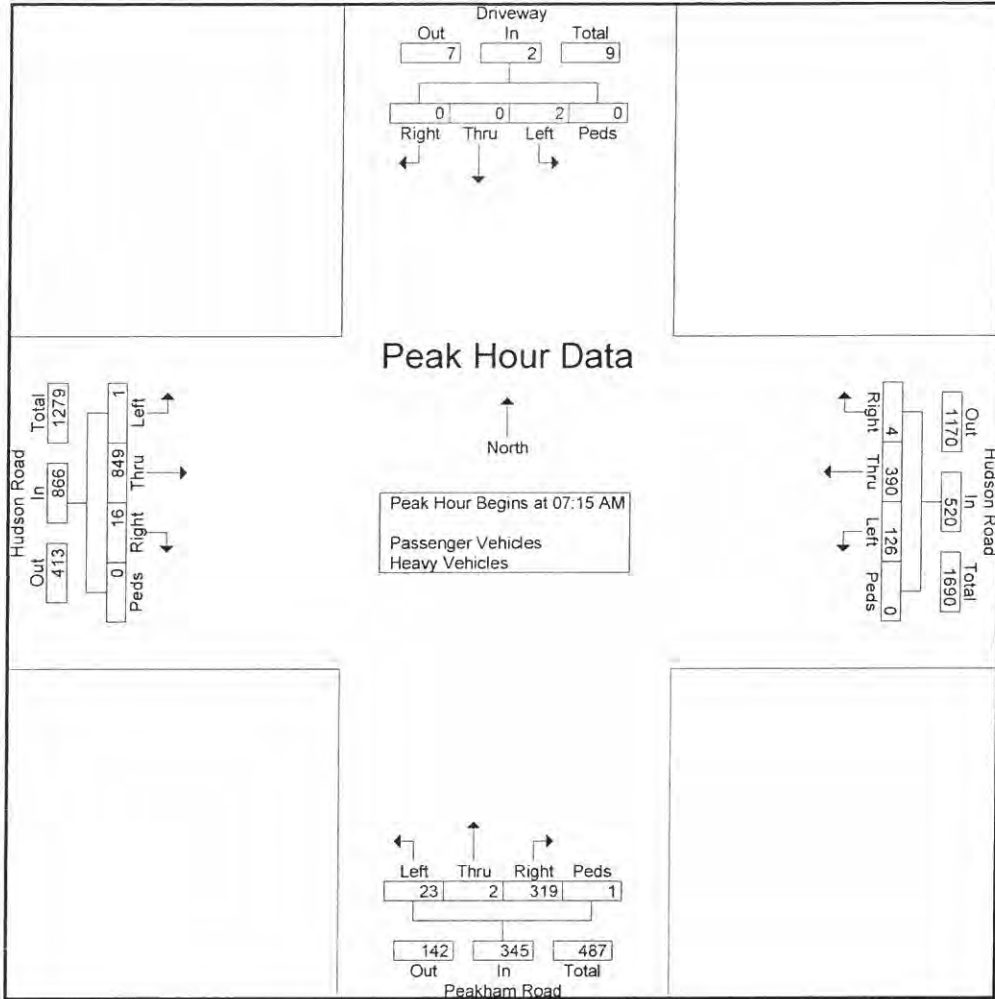 Driveway
Out In Total
7 2 9
0 0 2 0
Right Thru Left Peds
Peak Hour Data
North
Peak Hour Begins at 07:15 AM
Passenger Vehicles
Heavy Vehicles
Hudson Road
Total In Out
1279 866 413
1 849 16 0
Left Thru Right Peds
Hudson Road
Out In Total
1170 520 1690
4 390 126 0
Right Thru Left Peds
Left Thru Right Peds
23 2 319 1
142 345 487
Out In Total
Peakham Road